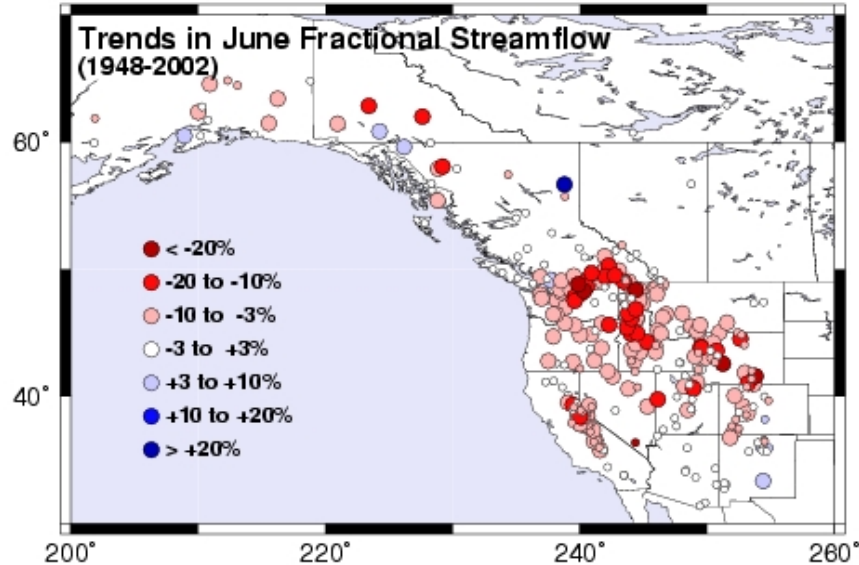 Trends in June Fractional Streamflow
(1948-2002)
60°
< -20%
-20 to -10%
-10 to -3%
-3 to +3%
+3 to +10%
40°
+10 to +20%
> +20%
200° 220° 240° 260°